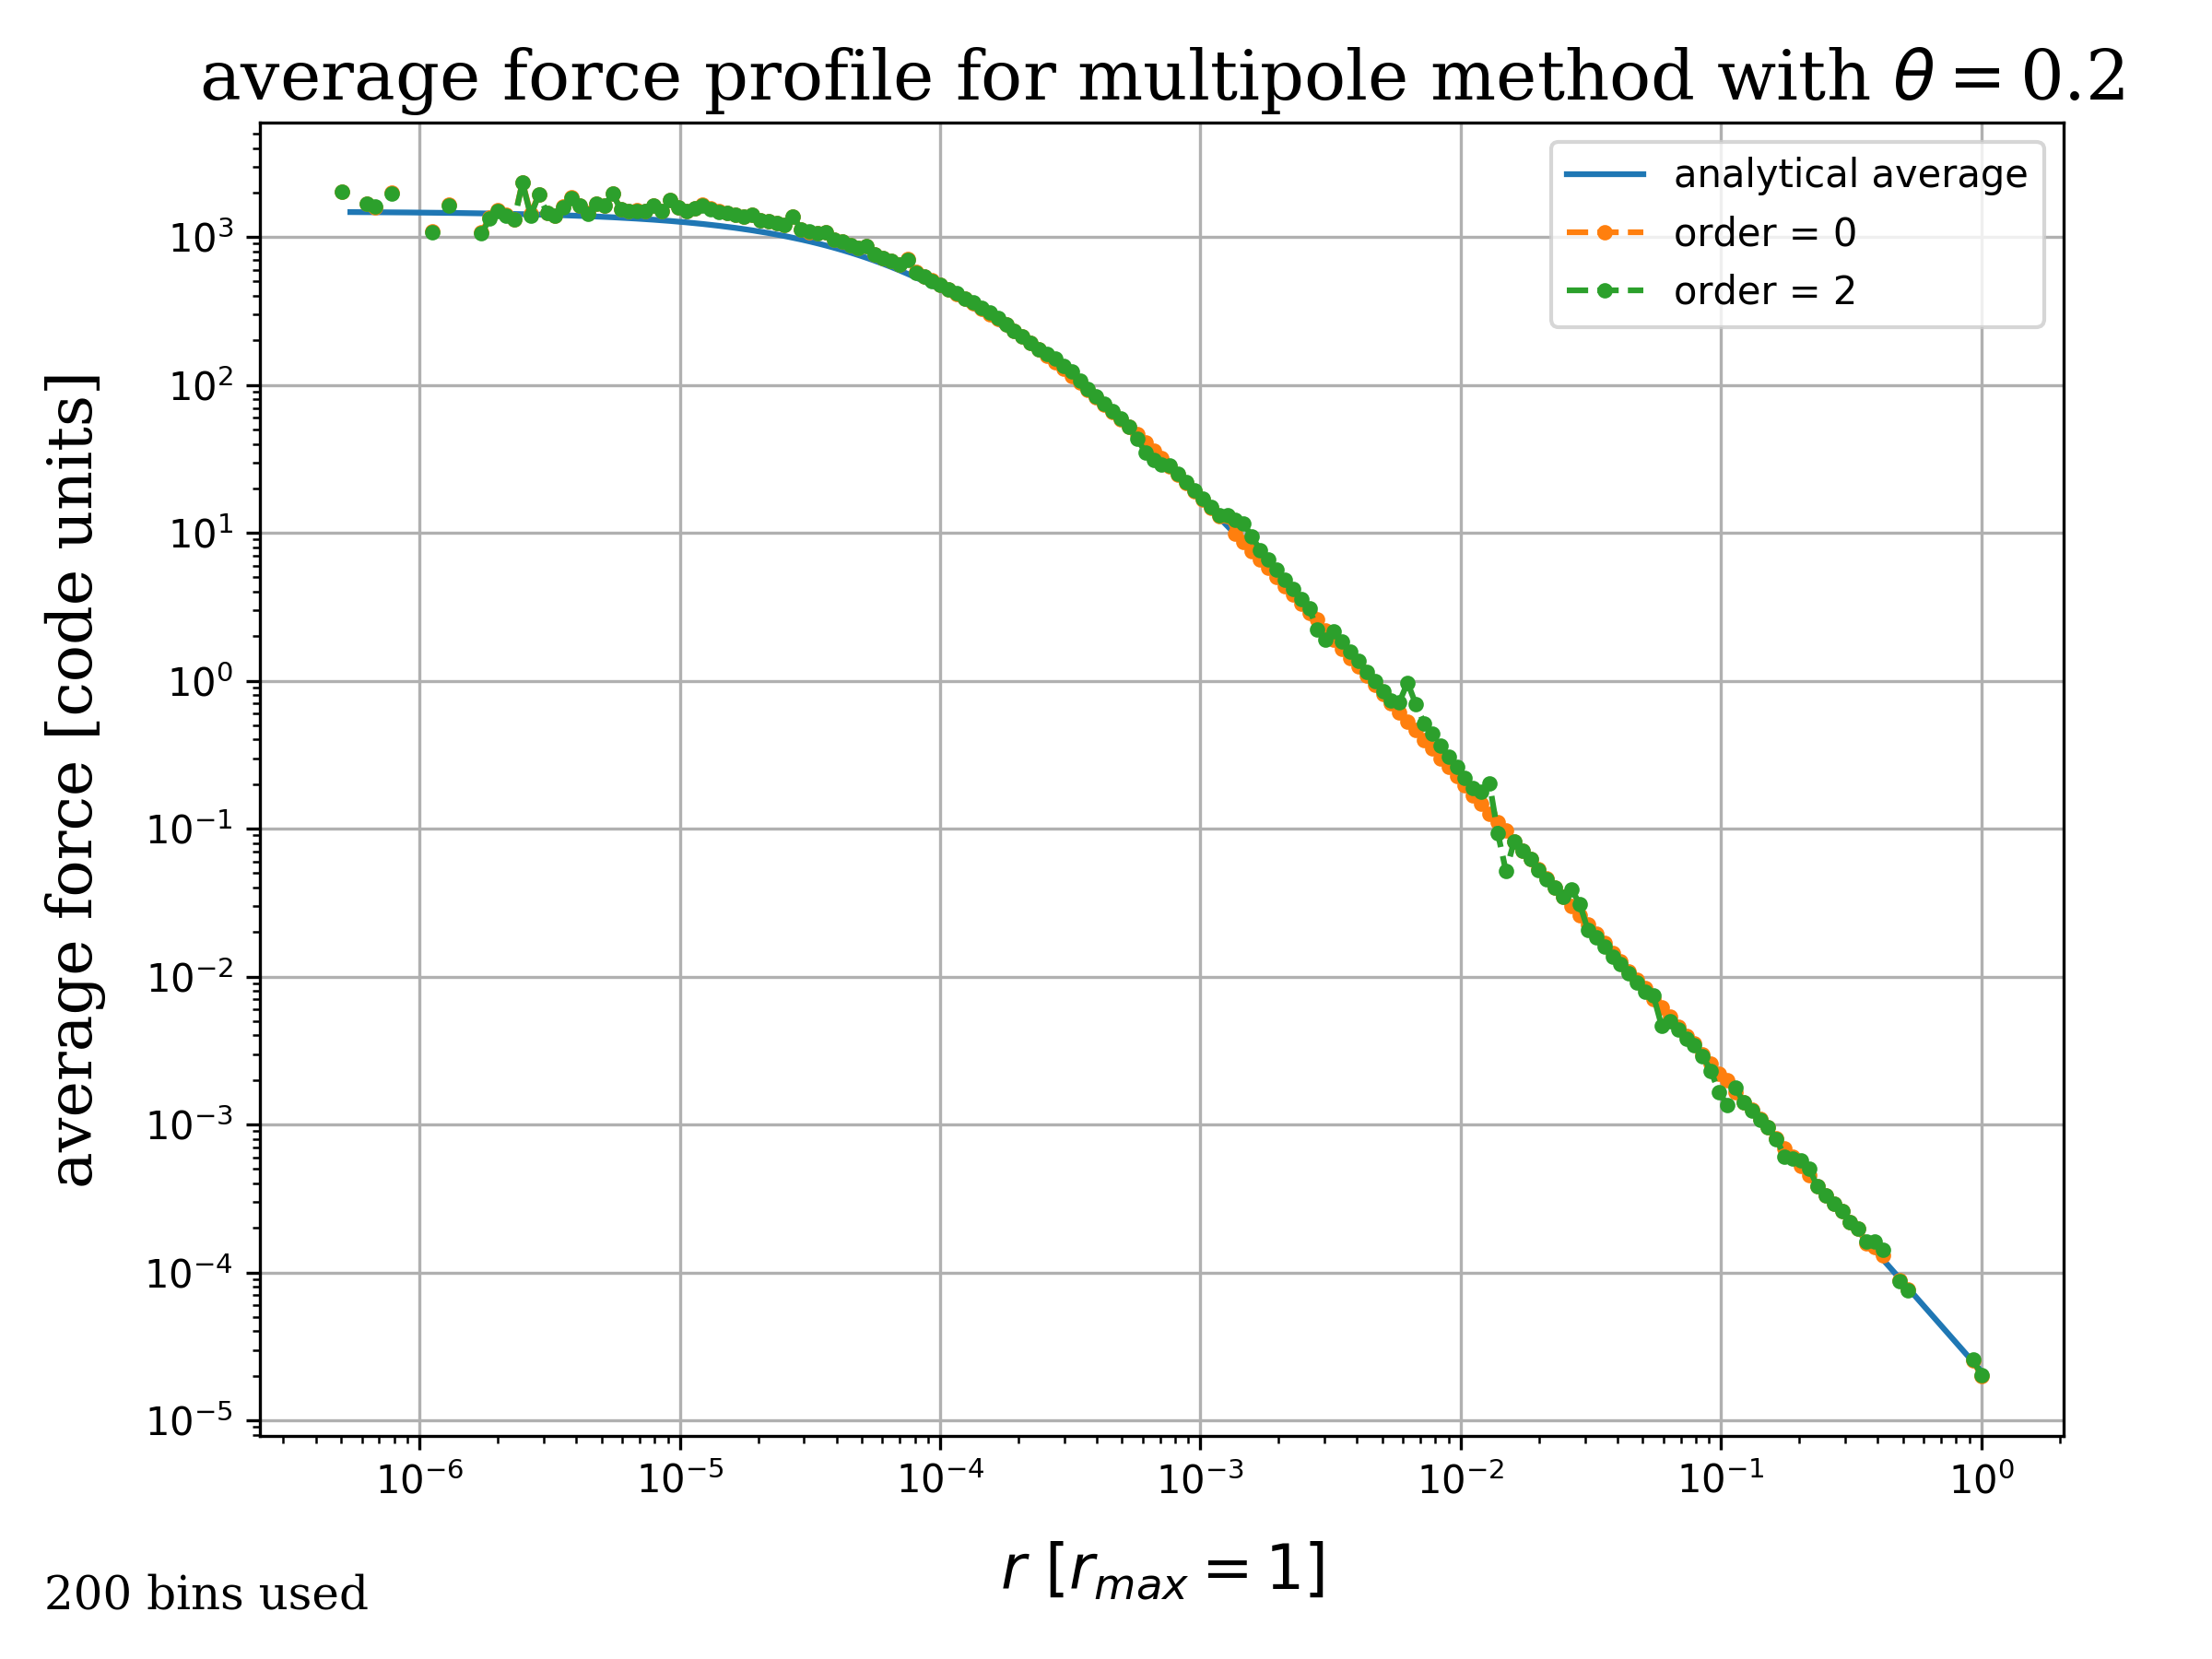 average force profile for multipole method with θ = 0.2
average force [code units]
10³
10²
10¹
10⁰
10⁻¹
10⁻²
10⁻³
10⁻⁴
10⁻⁵
analytical average
order = 0
order = 2
10⁻⁶ 10⁻⁵ 10⁻⁴ 10⁻³ 10⁻² 10⁻¹ 10⁰
r [r_max = 1]
200 bins used